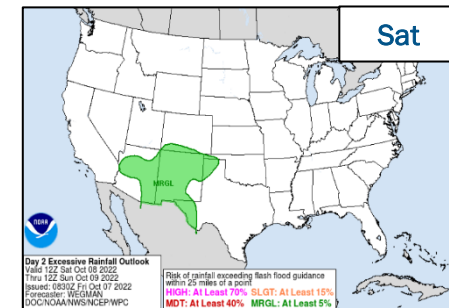 Sat
MRGL
NOAA
Day 2 Excessive Rainfall Outlook
Valid 12Z Sat Oct 08 2022
Thru 12Z Sun Oct 09 2022
Issued: 0830Z Fri Oct 07 2022
Forecaster: WEGMAN
DOC/NOAA/NWS/NCEP/WPC
Risk of rainfall exceeding flash flood guidance
within 25 miles of a point
HIGH: At Least 70% SLGT: At Least 15%
MDT: At Least 40% MRGL: At Least 5%